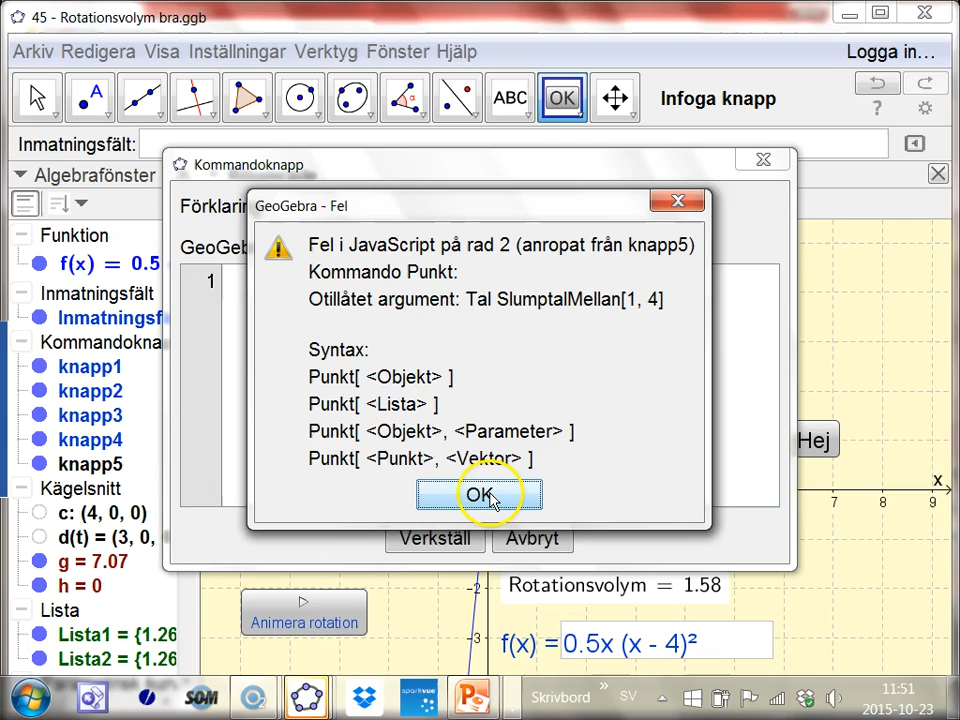 45 - Rotationsvolym bra.ggb
Arkiv Redigera Visa Inställningar Verktyg Fönster Hjälp
Logga in...
A
ABC
OK
Infoga knapp
?
Inmatningsfält:
Kommandoknapp
Algebrafönster
GeoGebra - Fel
Förklarin
GeoGeb
1
Fel i JavaScript på rad 2 (anropat från knapp5)
Kommando Punkt:
Otillåtet argument: Tal SlumptalMellan[1, 4]
Syntax:
Punkt[ <Objekt> ]
Punkt[ <Lista> ]
Punkt[ <Objekt>, <Parameter> ]
Punkt[ <Punkt>, <Vektor> ]
OK
Verkställ
Avbryt
Funktion
f(x) = 0.5
Inmatningsfält
Inmatningsf
Kommandokna
knapp1
knapp2
knapp3
knapp4
knapp5
Kägelsnitt
c: (4, 0, 0)
d(t) = (3, 0,
g = 7.07
h = 0
Lista
Lista1 = {1.26
Lista2 = {1.26
Hej
x
7 8 9
-2
-3
Rotationsvolym = 1.58
Animera rotation
f(x) = 0.5x (x - 4)²
SOM
sparkvue
Skrivbord
»
SV
11:51
2015-10-23